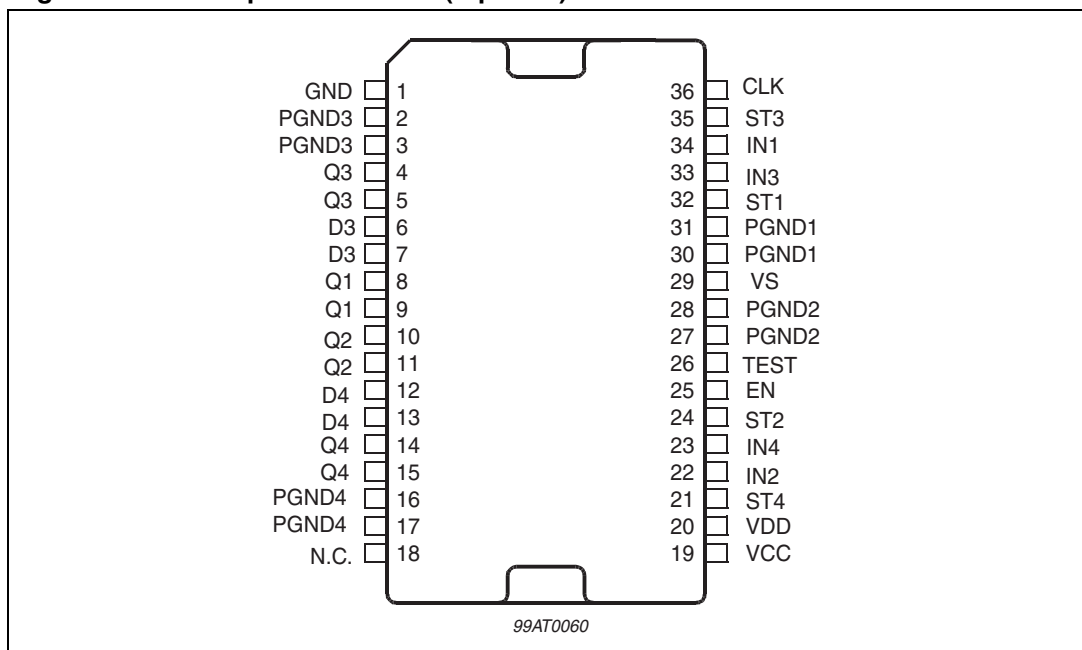 GND 1 36 CLK
PGND3 2 35 ST3
PGND3 3 34 IN1
Q3 4 33 IN3
Q3 5 32 ST1
D3 6 31 PGND1
D3 7 30 PGND1
Q1 8 29 VS
Q1 9 28 PGND2
Q2 10 27 PGND2
Q2 11 26 TEST
D4 12 25 EN
D4 13 24 ST2
Q4 14 23 IN4
Q4 15 22 IN2
PGND4 16 21 ST4
PGND4 17 20 VDD
N.C. 18 19 VCC
99AT0060